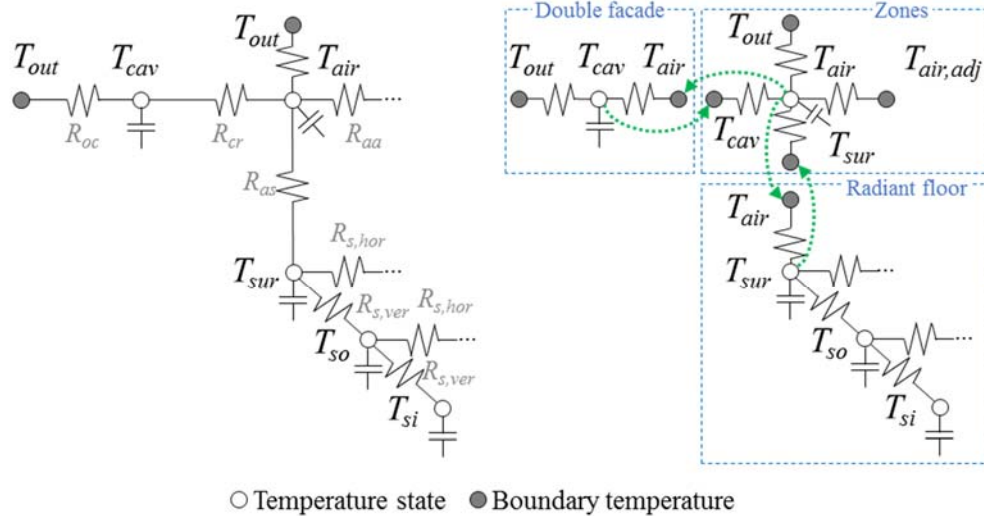 T_out
T_cav
T_out
T_air
R_oc
R_cr
R_aa
...
R_as
R_s,hor
...
T_sur
R_s,ver
R_s,hor
...
T_so
R_s,ver
T_si
Double facade
T_out
T_cav
T_air
Zones
T_out
T_air
T_air,adj
T_cav
T_sur
Radiant floor
T_air
T_sur
...
T_so
...
T_si
Temperature state
Boundary temperature